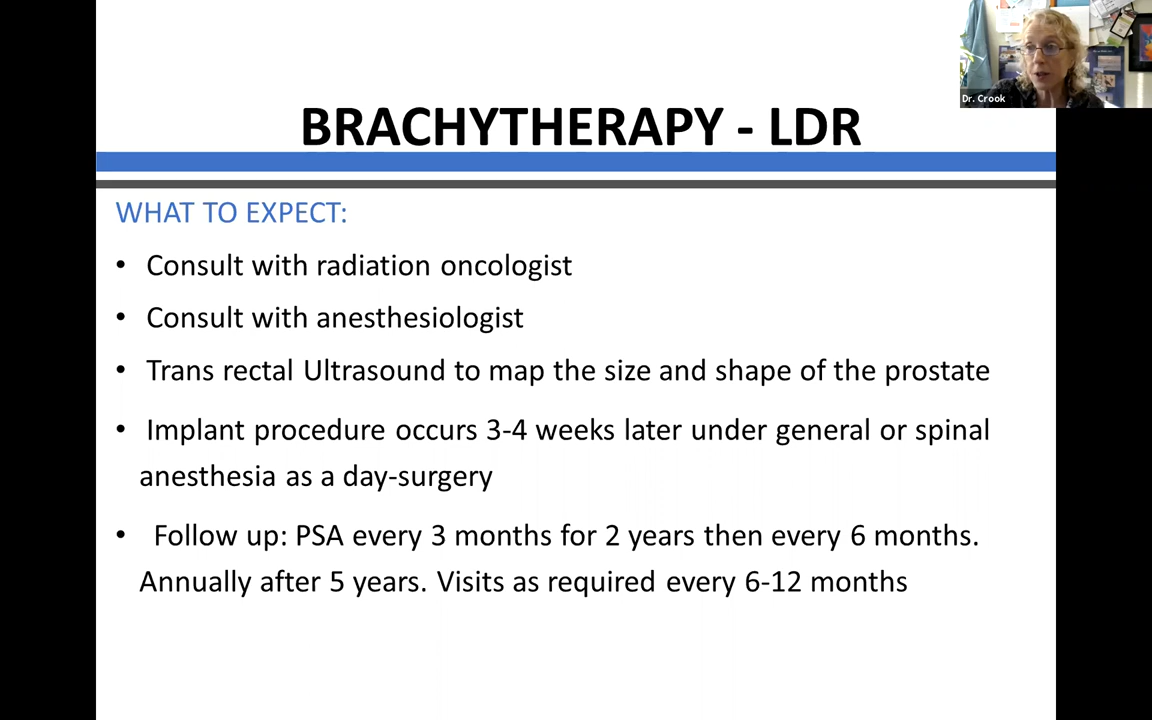 Dr. Crook
BRACHYTHERAPY - LDR
WHAT TO EXPECT:
• Consult with radiation oncologist
• Consult with anesthesiologist
• Trans rectal Ultrasound to map the size and shape of the prostate
• Implant procedure occurs 3-4 weeks later under general or spinal
anesthesia as a day-surgery
• Follow up: PSA every 3 months for 2 years then every 6 months.
Annually after 5 years. Visits as required every 6-12 months